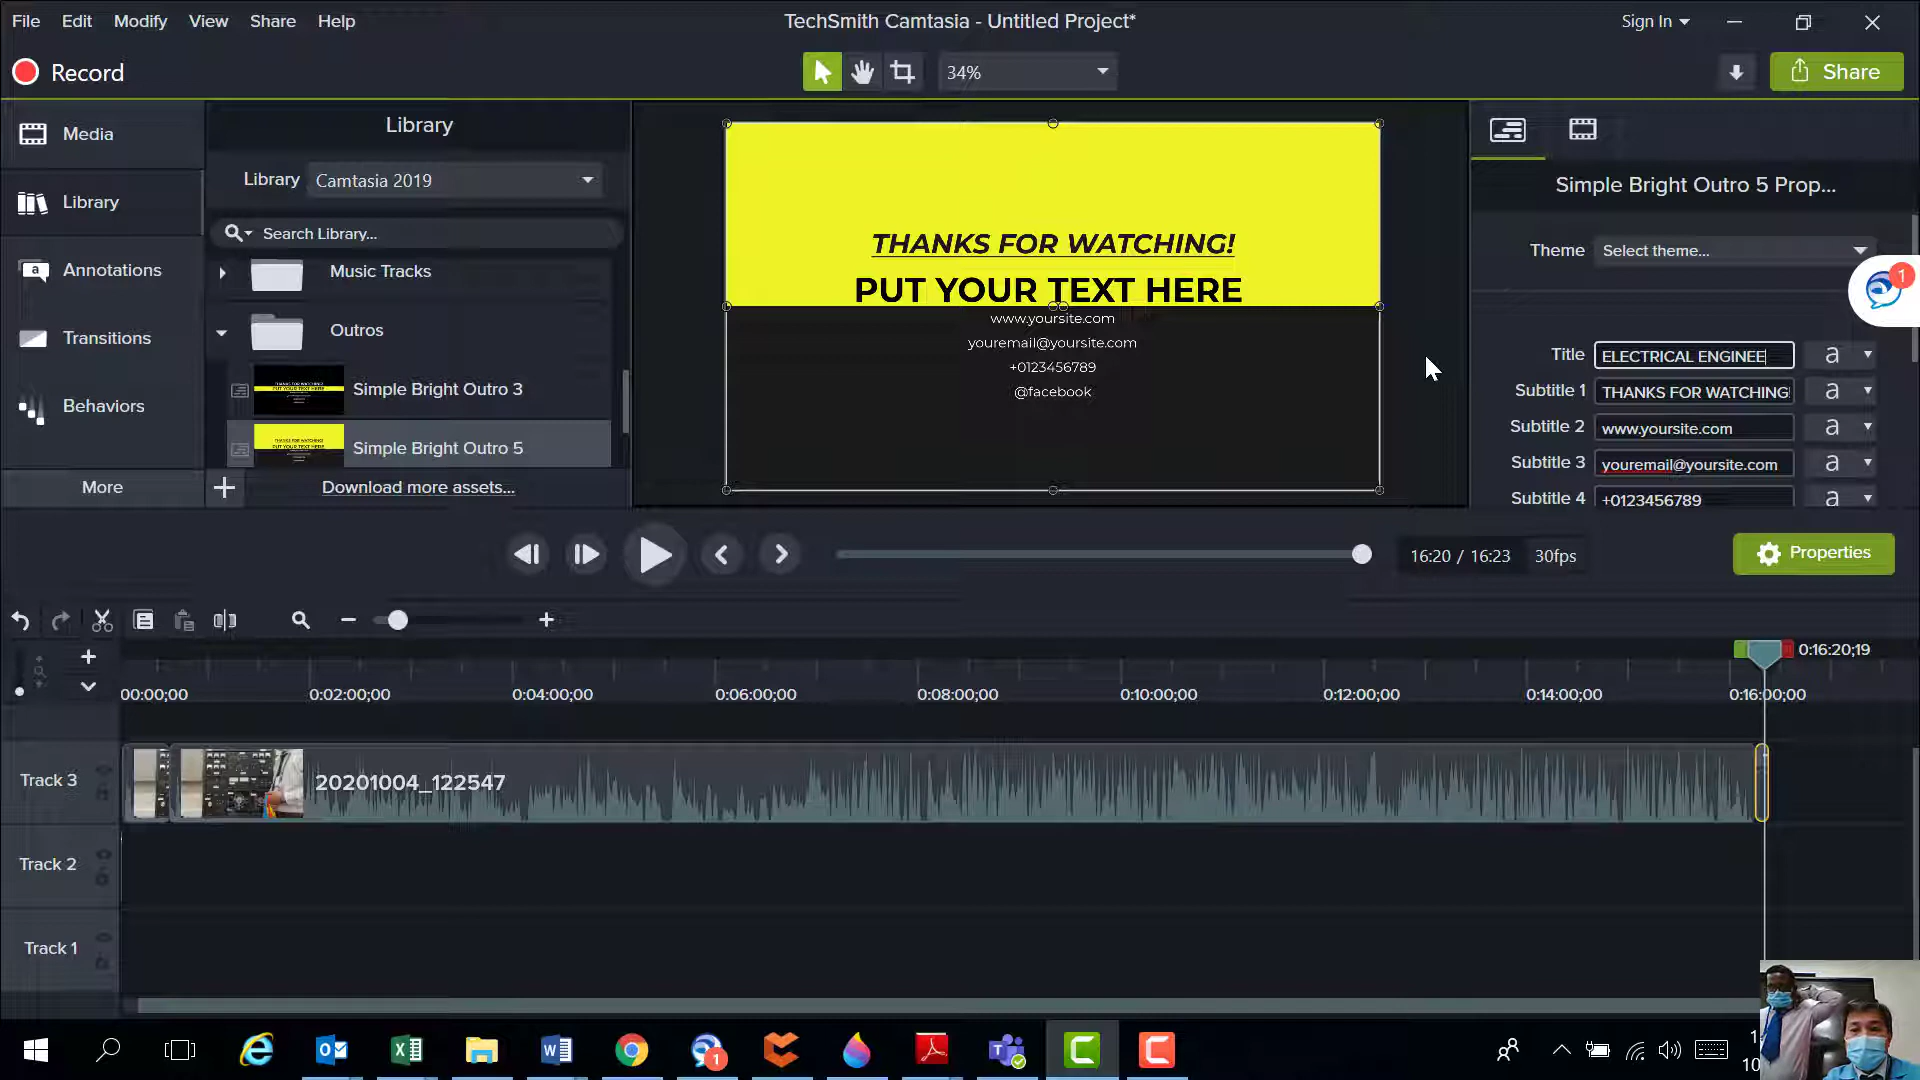 File Edit Modify View Share Help
TechSmith Camtasia - Untitled Project*
Sign In
Record
34%
Share
Media
Library
Annotations
Transitions
Behaviors
More
Library
Library Camtasia 2019
Search Library...
Music Tracks
Outros
Simple Bright Outro 3
Simple Bright Outro 5
Download more assets...
THANKS FOR WATCHING!
PUT YOUR TEXT HERE
www.yoursite.com
youremail@yoursite.com
+0123456789
@facebook
Simple Bright Outro 5 Prop...
Theme Select theme...
1
Title ELECTRICAL ENGINEE a
Subtitle 1 THANKS FOR WATCHING! a
Subtitle 2 www.yoursite.com a
Subtitle 3 youremail@yoursite.com a
Subtitle 4 +0123456789 a
16:20 / 16:23 30fps
Properties
0:16:20;19
00:00;00 0:02:00;00 0:04:00;00 0:06:00;00 0:08:00;00 0:10:00;00 0:12:00;00 0:14:00;00 0:16:00;00
Track 3
20201004_122547
Track 2
Track 1
1